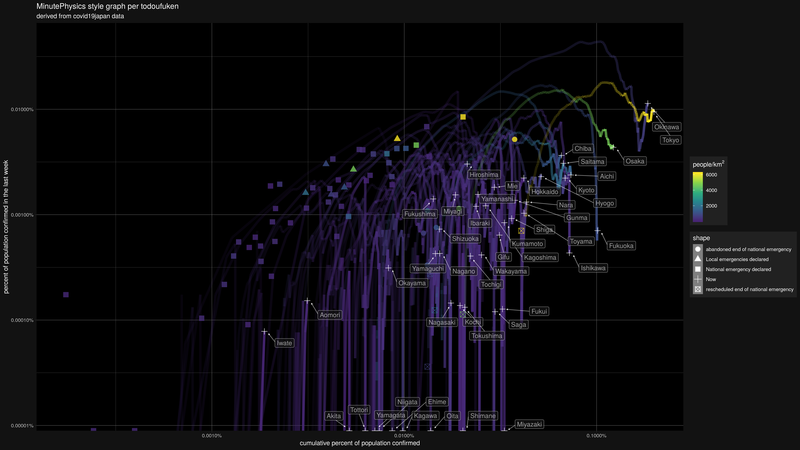 MinutePhysics style graph per todoufuken
derived from covid19japan data
percent of population confirmed in the last week
0.01000%
0.00100%
0.00010%
0.00001%
Okinawa
Tokyo
Chiba
Saitama
Osaka
Hiroshima
Aichi
Mie
Hokkaido
Kyoto
Yamanashi
Nara
Hyogo
Fukushima
Miyagi
Gunma
Ibaraki
Shiga
Shizuoka
Toyama
Kumamoto
Fukuoka
Gifu
Kagoshima
Yamaguchi
Nagano
Wakayama
Ishikawa
Okayama
Tochigi
Aomori
Nagasaki
Kochi
Fukui
Saga
Tokushima
Iwate
Niigata
Ehime
Tottori
Akita
Yamagata
Kagawa
Oita
Shimane
Miyazaki
0.0010%
0.0100%
0.1000%
cumulative percent of population confirmed
people/km²
6000
4000
2000
shape
abandoned end of national emergency
Local emergencies declared
National emergency declared
Now
rescheduled end of national emergency